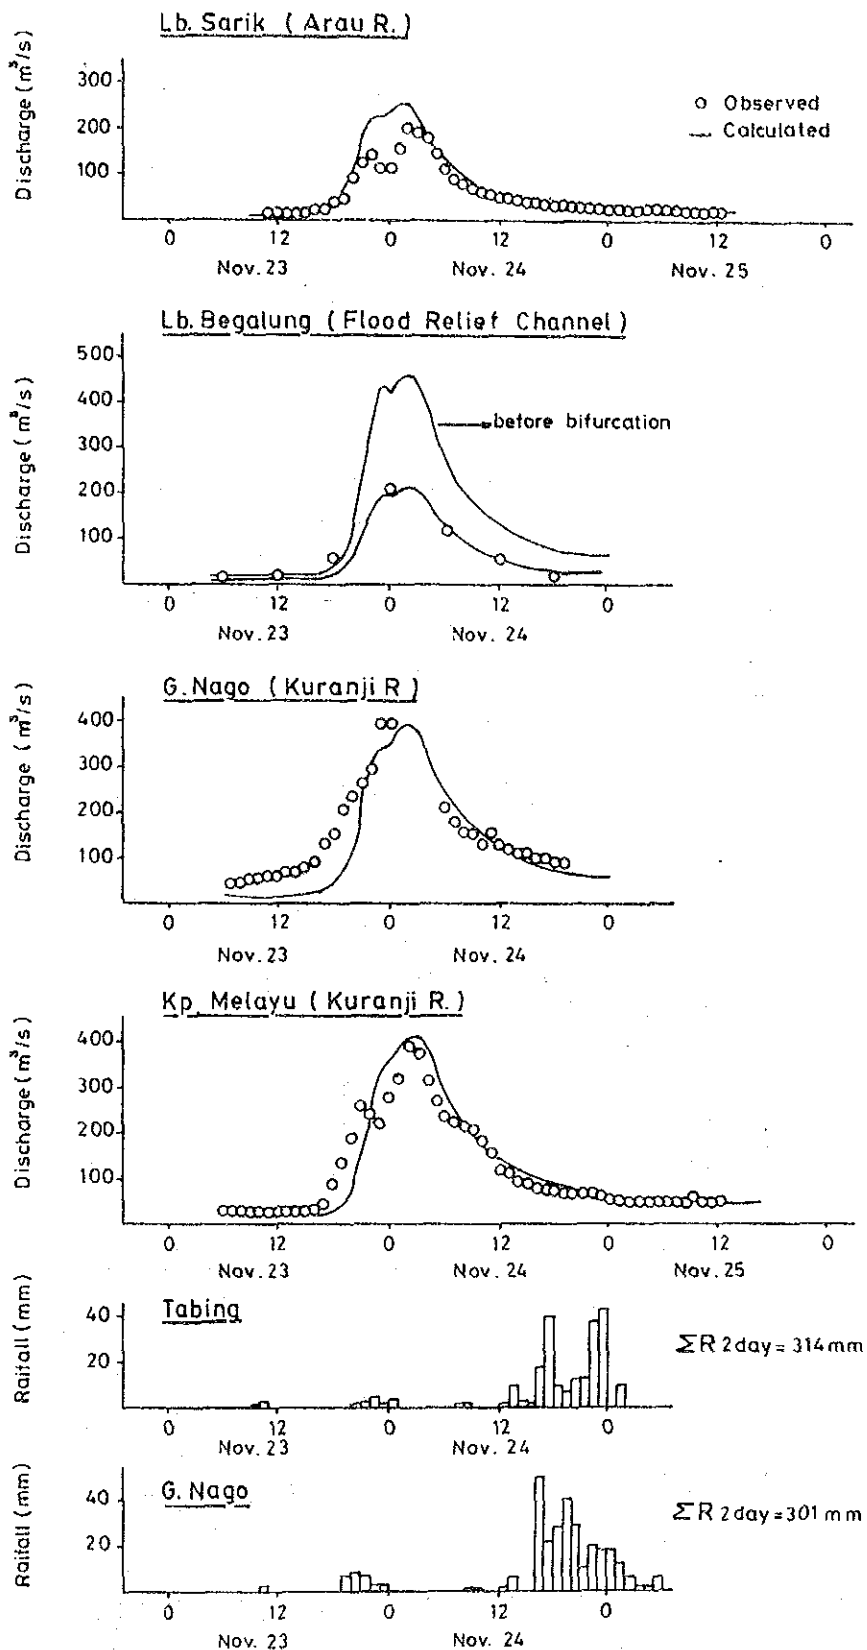 Lb. Sarik ( Arau R.)
Discharge (m³/s)
300
200
100
o Observed
— Calculated
0 12 0 12 0 12 0
Nov. 23 Nov. 24 Nov. 25
Lb. Begalung ( Flood Relief Channel )
Discharge (m³/s)
500
400
300
200
100
before bifurcation
0 12 0 12 0
Nov. 23 Nov. 24
G. Nago ( Kuranji R )
Discharge (m³/s)
400
300
200
100
0 12 0 12 0
Nov. 23 Nov. 24
Kp. Melayu ( Kuranji R. )
Discharge (m³/s)
400
300
200
100
0 12 0 12 0 12 0
Nov. 23 Nov. 24 Nov. 25
Tabing
Raifall (mm)
40
20
ΣR 2day = 314 mm
0 12 0 12 0
Nov. 23 Nov. 24
G. Nago
Raifall (mm)
40
20
ΣR 2day = 301 mm
0 12 0 12 0
Nov. 23 Nov. 24